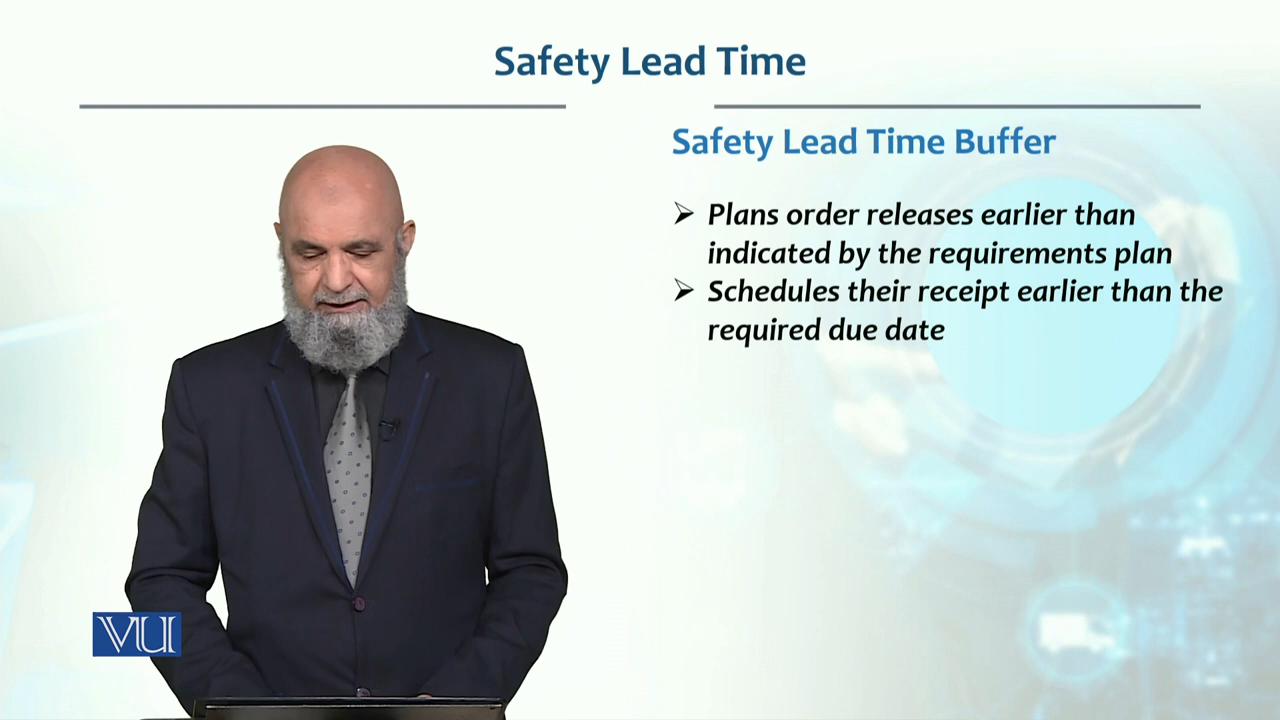 Safety Lead Time
Safety Lead Time Buffer
➢ Plans order releases earlier than
indicated by the requirements plan
➢ Schedules their receipt earlier than the
required due date
VU